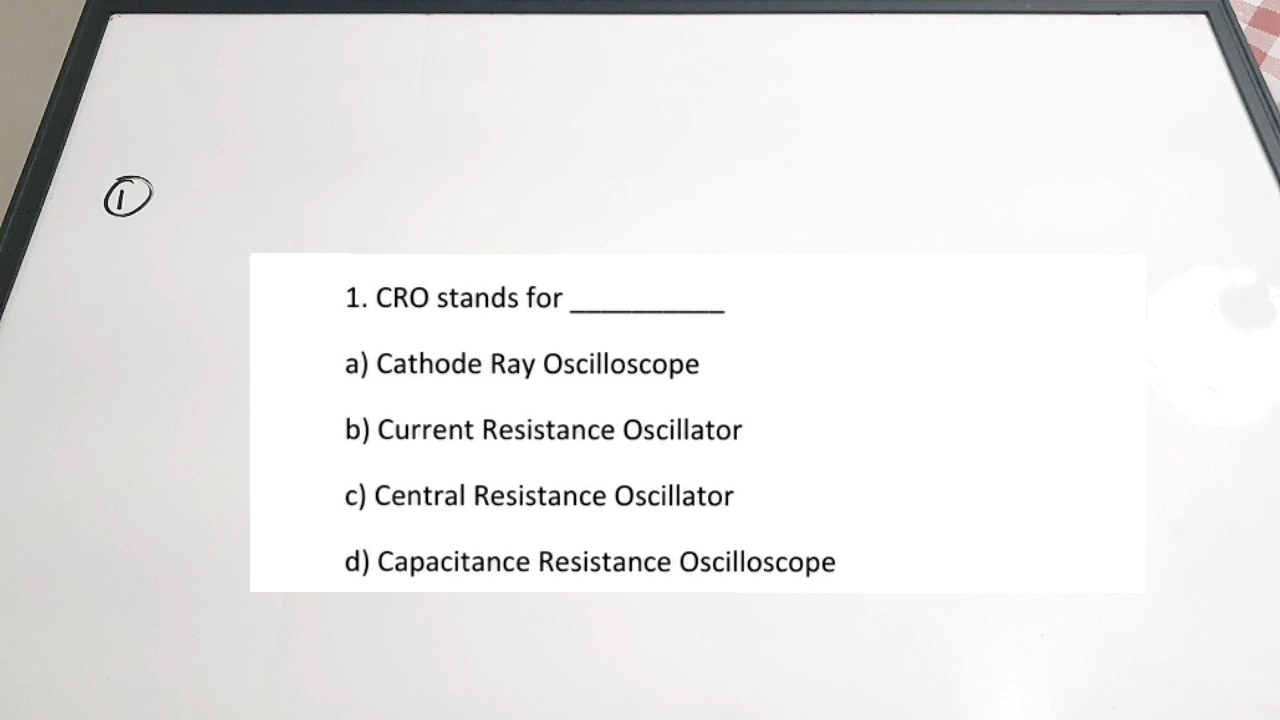 ①
1. CRO stands for __________
a) Cathode Ray Oscilloscope
b) Current Resistance Oscillator
c) Central Resistance Oscillator
d) Capacitance Resistance Oscilloscope